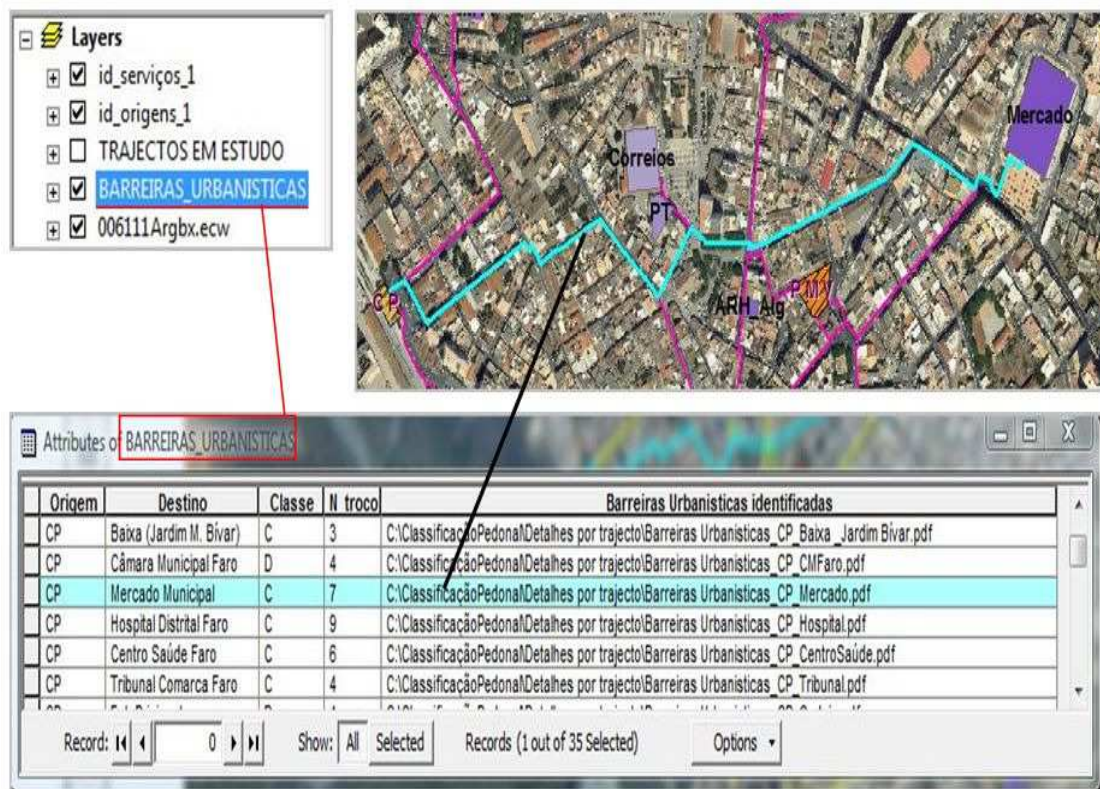 Layers
id_serviços_1
id_origens_1
TRAJECTOS EM ESTUDO
BARREIRAS_URBANISTICAS
006111Argbx.ecw
Mercado
Correios
PT
CP
ARH_Alg
P M V
Attributes of BARREIRAS_URBANISTICAS
Origem Destino Classe N troco Barreiras Urbanisticas identificadas
CP Baixa (Jardim M. Bívar) C 3 C:\ClassificaçãoPedonal\Detalhes por trajecto\Barreiras Urbanisticas_CP_Baixa _Jardim Bívar.pdf
CP Câmara Municipal Faro D 4 C:\ClassificaçãoPedonal\Detalhes por trajecto\Barreiras Urbanisticas_CP_CMFaro.pdf
CP Mercado Municipal C 7 C:\ClassificaçãoPedonal\Detalhes por trajecto\Barreiras Urbanisticas_CP_Mercado.pdf
CP Hospital Distrital Faro C 9 C:\ClassificaçãoPedonal\Detalhes por trajecto\Barreiras Urbanisticas_CP_Hospital.pdf
CP Centro Saúde Faro C 6 C:\ClassificaçãoPedonal\Detalhes por trajecto\Barreiras Urbanisticas_CP_CentroSaúde.pdf
CP Tribunal Comarca Faro C 4 C:\ClassificaçãoPedonal\Detalhes por trajecto\Barreiras Urbanisticas_CP_Tribunal.pdf
Record: 0 Show: All Selected Records (1 out of 35 Selected) Options